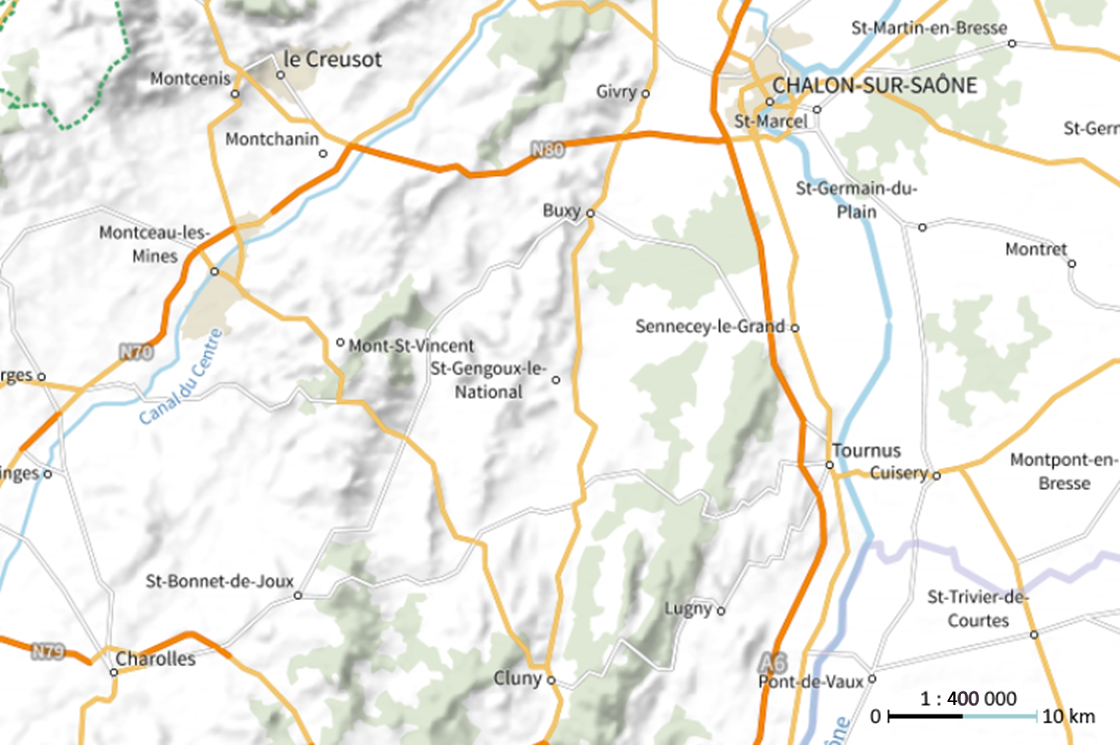 St-Martin-en-Bresse
le Creusot
Montcenis
CHALON-SUR-SAÔNE
Givry
St-Marcel
St-Germ
Montchanin
N80
St-Germain-du-
Plain
Buxy
Montceau-les-
Mines
Montret
Sennecey-le-Grand
N70
Mont-St-Vincent
St-Gengoux-le-
National
rges
Canal du Centre
Tournus
Cuisery
Montpont-en-
Bresse
inges
St-Bonnet-de-Joux
Lugny
St-Trivier-de-
Courtes
N79
Charolles
A6
Cluny
Pont-de-Vaux
1 : 400 000
0 10 km
ône